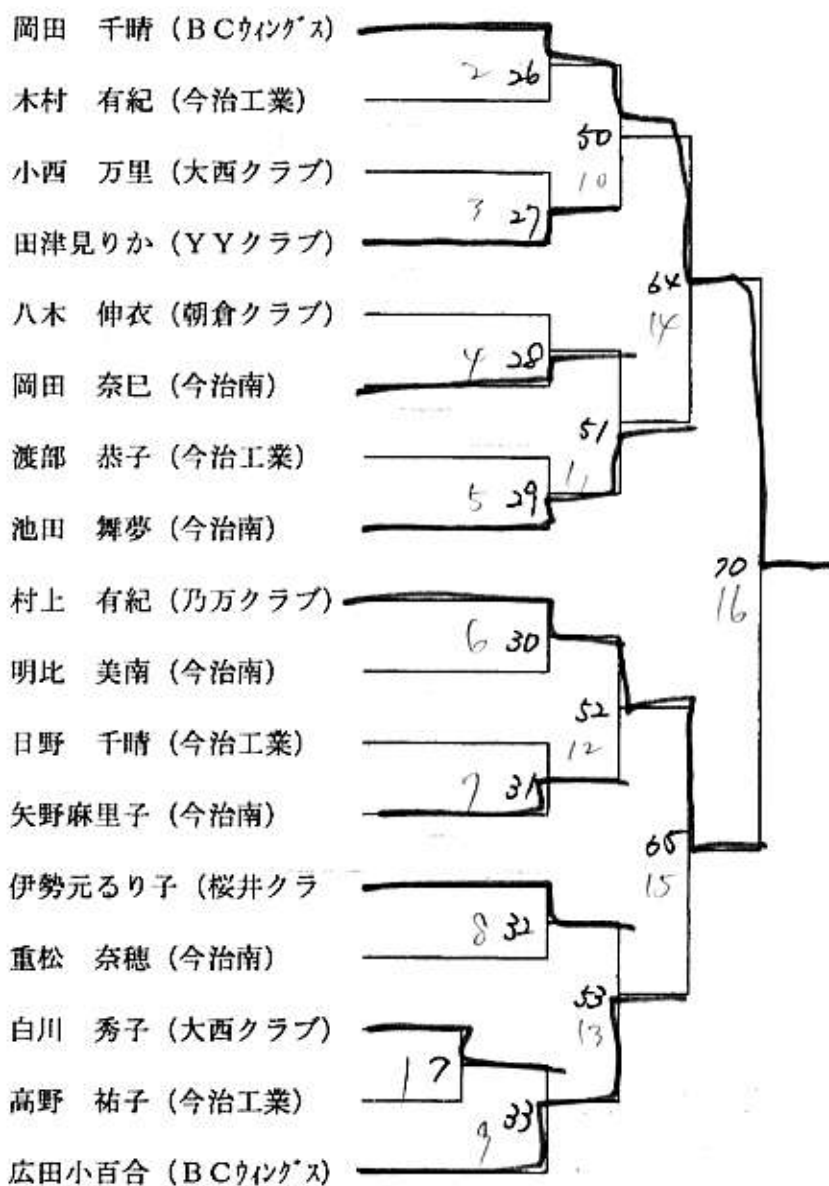 岡田 千晴 (BCウィングス)
2 26
木村 有紀 (今治工業)
50
10
小西 万里 (大西クラブ)
3 27
田津見りか (YYクラブ)
64
14
八木 伸衣 (朝倉クラブ)
4 28
岡田 奈巳 (今治南)
51
11
渡部 恭子 (今治工業)
5 29
池田 舞夢 (今治南)
70
16
村上 有紀 (乃万クラブ)
6 30
明比 美南 (今治南)
52
12
日野 千晴 (今治工業)
7 31
矢野麻里子 (今治南)
65
15
伊勢元るり子 (桜井クラ
8 32
重松 奈穂 (今治南)
53
13
白川 秀子 (大西クラブ)
1 7
高野 祐子 (今治工業)
9 33
広田小百合 (BCウィングス)